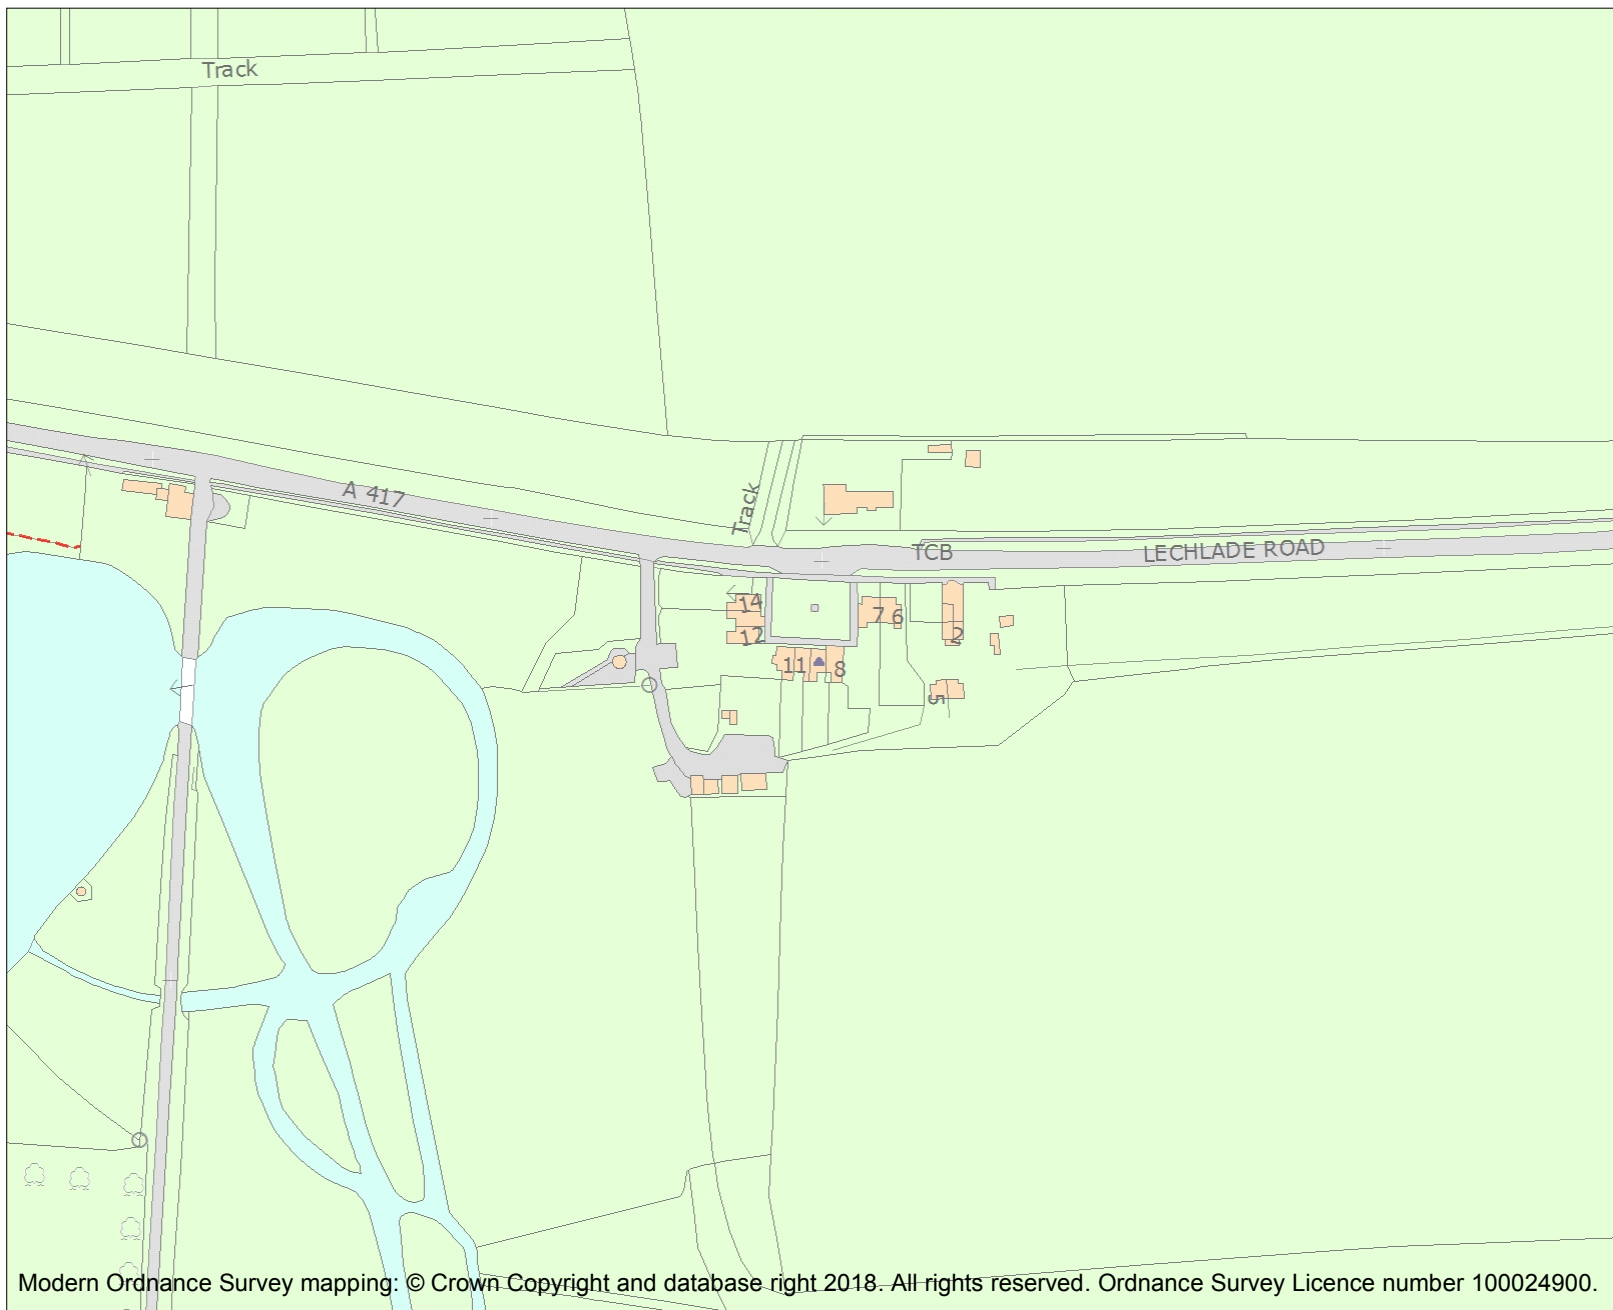 Track
A 417
Track
TCB
LECHLADE ROAD
14
12
7 6
2
11
8
5
Modern Ordnance Survey mapping: © Crown Copyright and database right 2018. All rights reserved. Ordnance Survey Licence number 100024900.